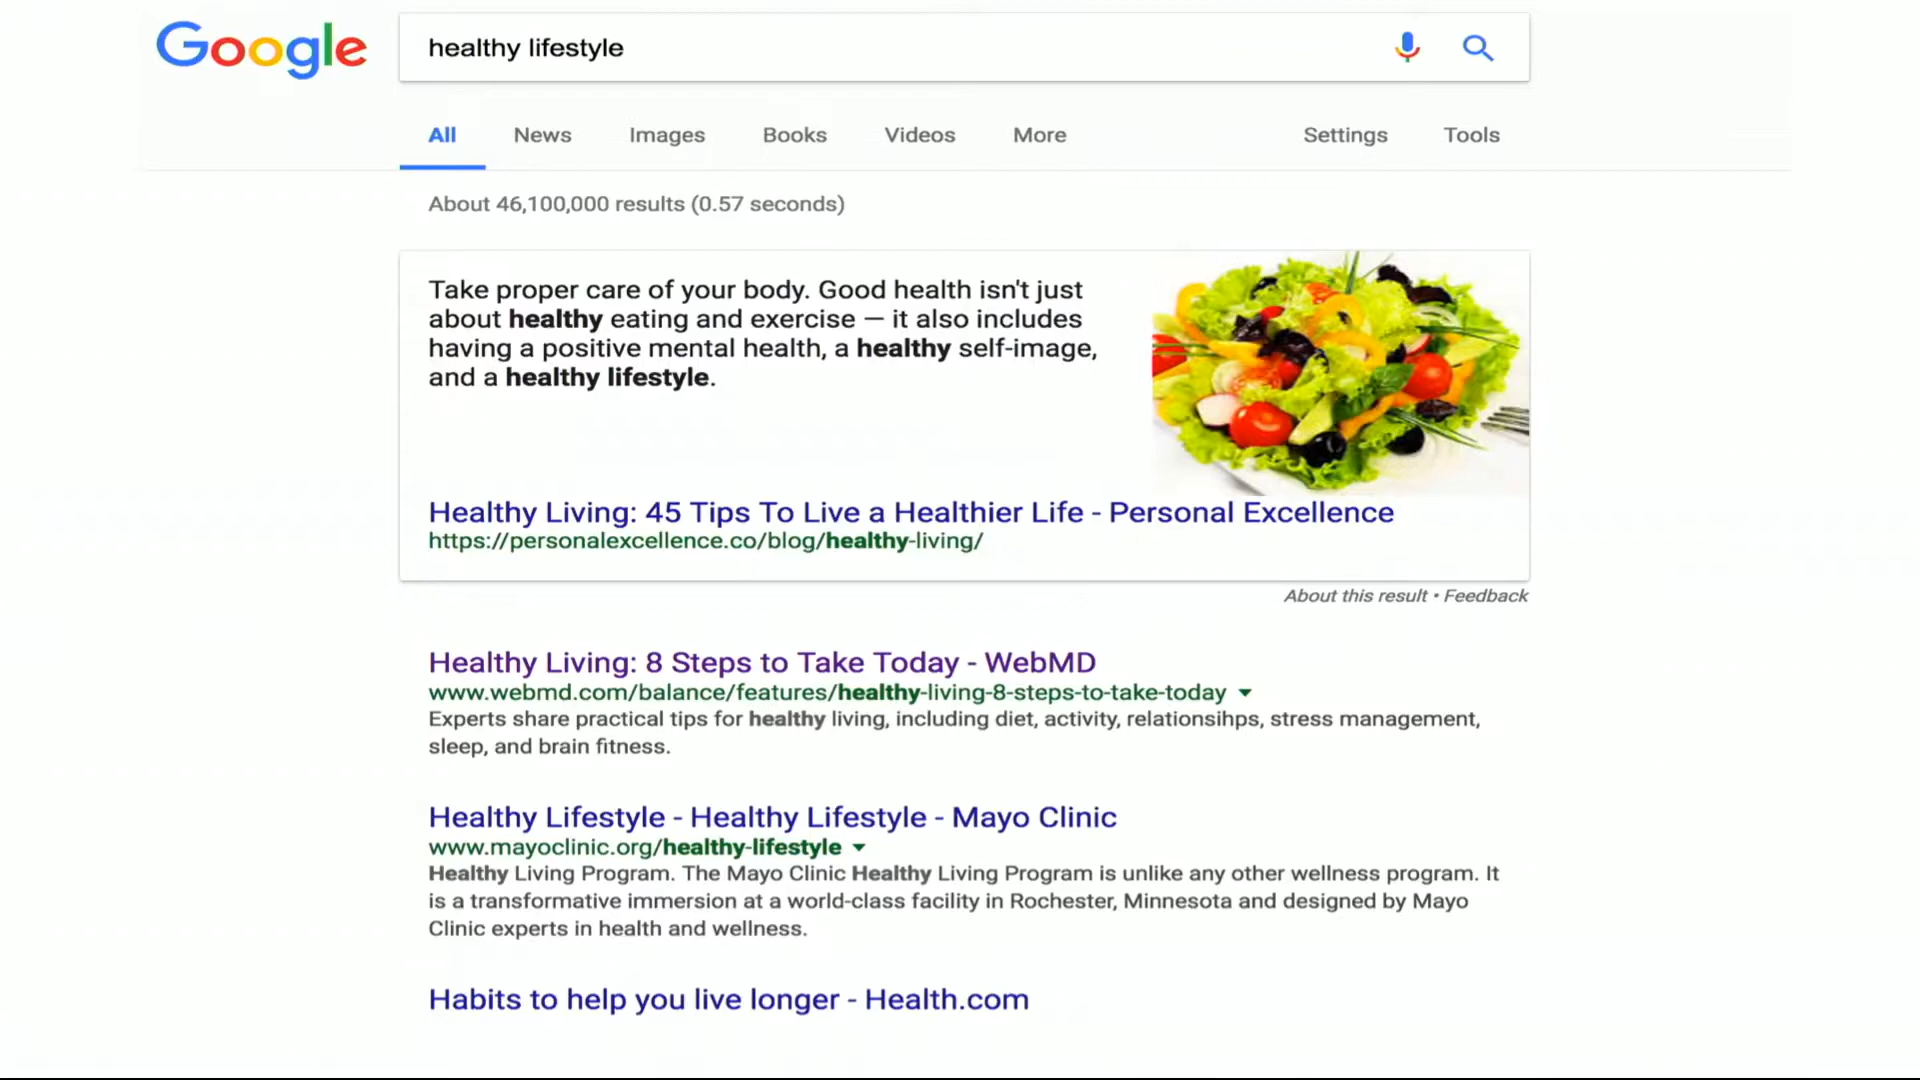 Google healthy lifestyle
All News Images Books Videos More Settings Tools
About 46,100,000 results (0.57 seconds)
Take proper care of your body. Good health isn't just
about healthy eating and exercise — it also includes
having a positive mental health, a healthy self-image,
and a healthy lifestyle.
Healthy Living: 45 Tips To Live a Healthier Life - Personal Excellence
https://personalexcellence.co/blog/healthy-living/
About this result • Feedback
Healthy Living: 8 Steps to Take Today - WebMD
www.webmd.com/balance/features/healthy-living-8-steps-to-take-today
Experts share practical tips for healthy living, including diet, activity, relationsihps, stress management,
sleep, and brain fitness.
Healthy Lifestyle - Healthy Lifestyle - Mayo Clinic
www.mayoclinic.org/healthy-lifestyle
Healthy Living Program. The Mayo Clinic Healthy Living Program is unlike any other wellness program. It
is a transformative immersion at a world-class facility in Rochester, Minnesota and designed by Mayo
Clinic experts in health and wellness.
Habits to help you live longer - Health.com